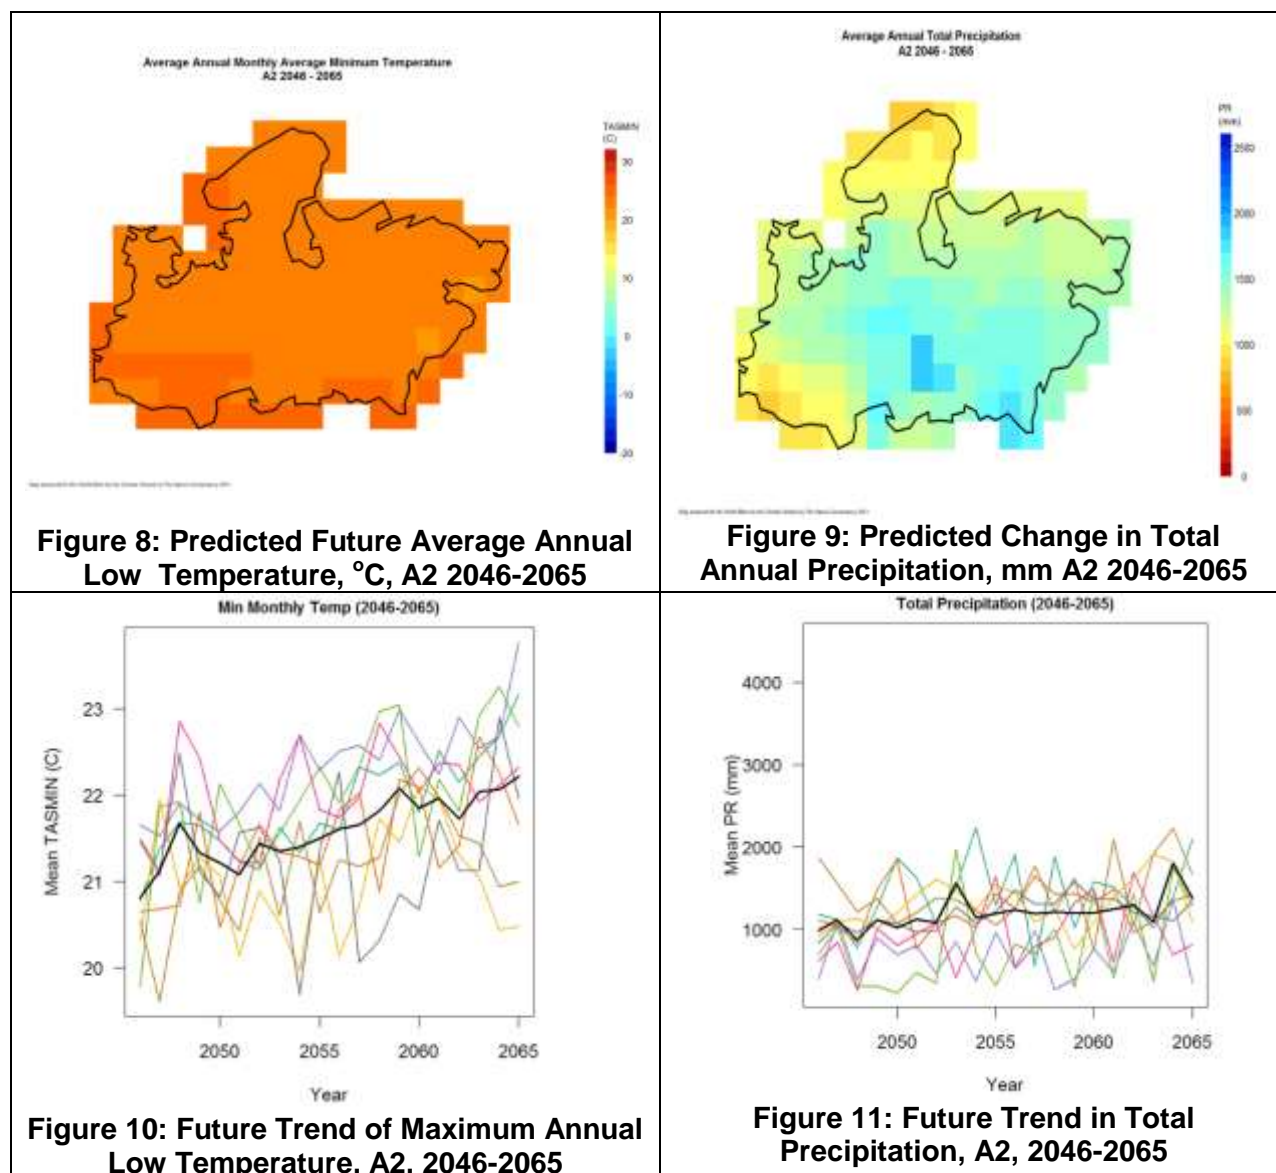 Average Annual Monthly Average Minimum Temperature
A2 2046 - 2065
TASMIN
(C)
30
20
10
0
-10
-20
Figure 8: Predicted Future Average Annual
Low Temperature, °C, A2 2046-2065
Average Annual Total Precipitation
A2 2046 - 2065
PR
(mm)
2500
2000
1500
1000
500
0
Figure 9: Predicted Change in Total
Annual Precipitation, mm A2 2046-2065
Min Monthly Temp (2046-2065)
Mean TASMIN (C)
23
22
21
20
2050
2055
2060
2065
Year
Figure 10: Future Trend of Maximum Annual
Low Temperature, A2, 2046-2065
Total Precipitation (2046-2065)
Mean PR (mm)
4000
3000
2000
1000
2050
2055
2060
2065
Year
Figure 11: Future Trend in Total
Precipitation, A2, 2046-2065